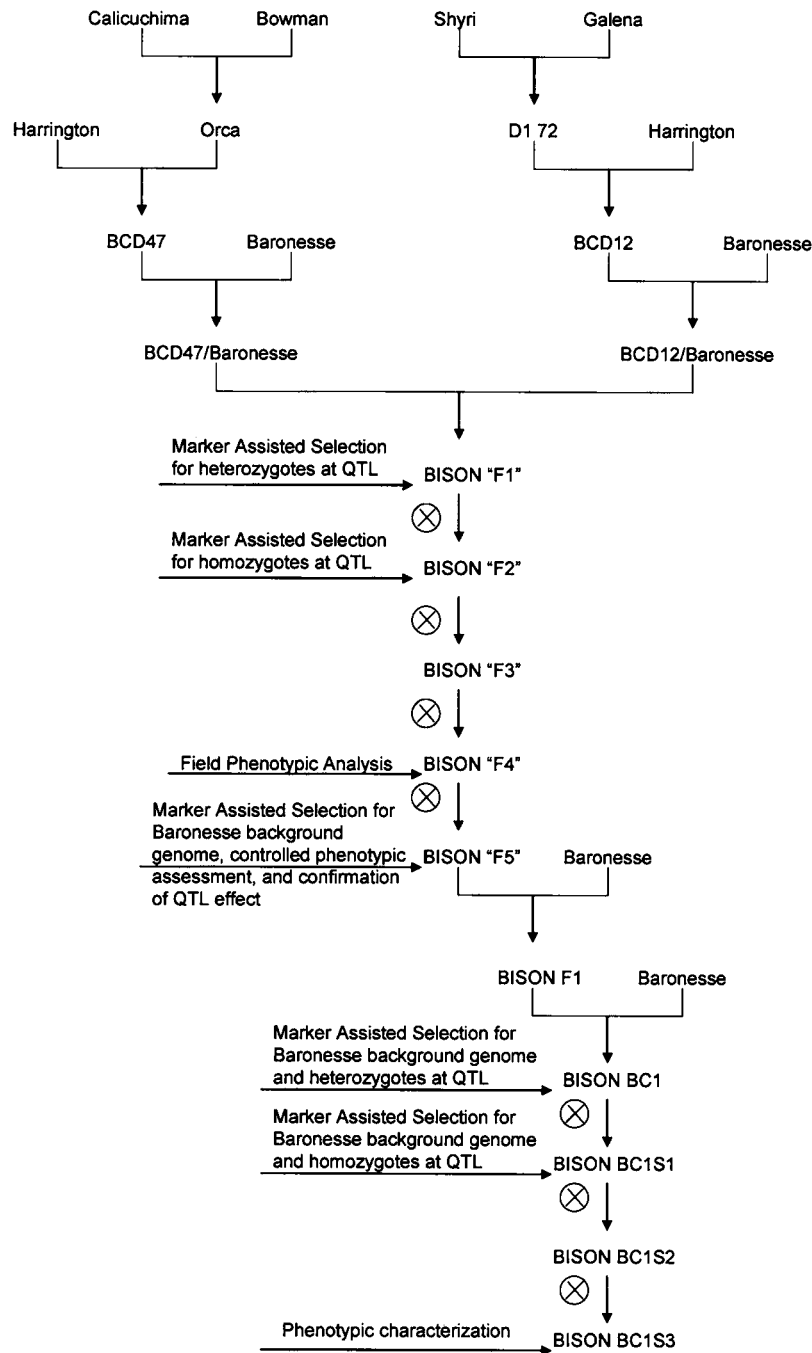 Calicuchima
Bowman
Shyri
Galena
Harrington
Orca
D1 72
Harrington
BCD47
Baronesse
BCD12
Baronesse
BCD47/Baronesse
BCD12/Baronesse
Marker Assisted Selection
for heterozygotes at QTL
BISON “F1”
Marker Assisted Selection
for homozygotes at QTL
BISON “F2”
BISON “F3”
Field Phenotypic Analysis
BISON “F4”
Marker Assisted Selection for
Baronesse background
genome, controlled phenotypic
assessment, and confirmation
of QTL effect
BISON “F5”
Baronesse
BISON F1
Baronesse
Marker Assisted Selection for
Baronesse background genome
and heterozygotes at QTL
BISON BC1
Marker Assisted Selection for
Baronesse background genome
and homozygotes at QTL
BISON BC1S1
BISON BC1S2
Phenotypic characterization
BISON BC1S3